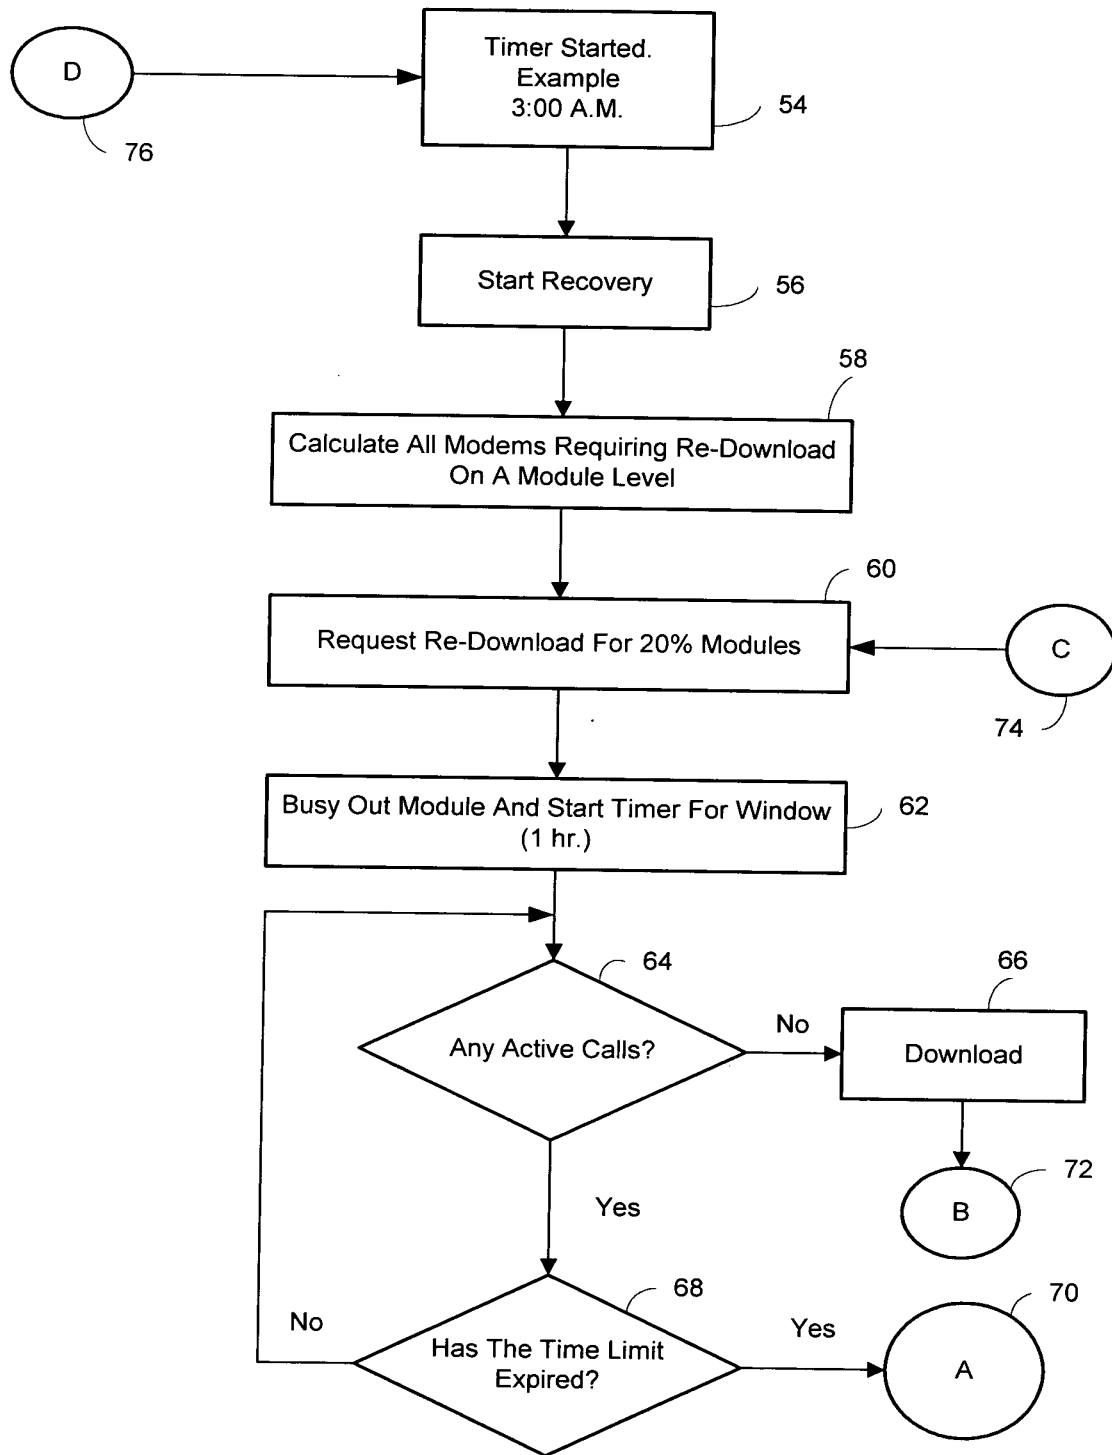 D
76
Timer Started.
Example
3:00 A.M.
54
Start Recovery
56
58
Calculate All Modems Requiring Re-Download
On A Module Level
60
Request Re-Download For 20% Modules
C
74
Busy Out Module And Start Timer For Window
(1 hr.)
62
64
Any Active Calls?
No
66
Download
72
B
Yes
68
Has The Time Limit
Expired?
No
Yes
70
A